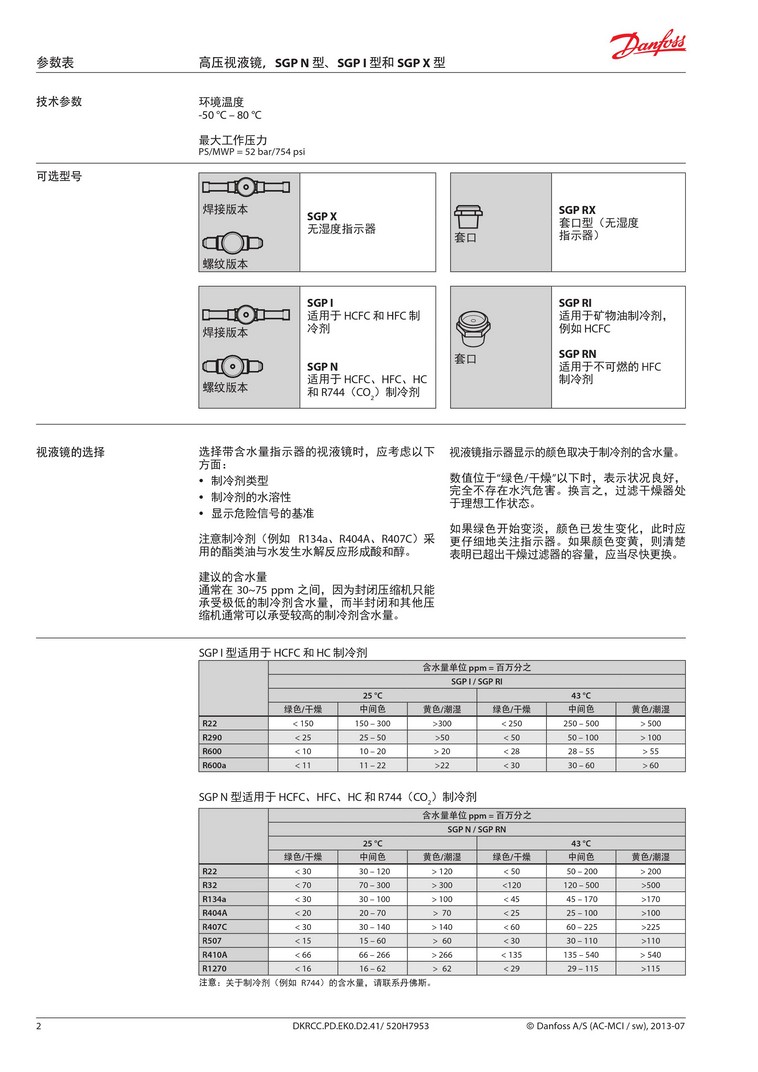 Danfoss
参数表
高压视液镜，SGP N 型、SGP I 型和 SGP X 型
技术参数
环境温度
-50 °C – 80 °C
最大工作压力
PS/MWP = 52 bar/754 psi
可选型号
焊接版本
螺纹版本
SGP X
无湿度指示器
套口
SGP RX
套口型（无湿度
指示器）
焊接版本
螺纹版本
SGP I
适用于 HCFC 和 HFC 制
冷剂
SGP N
适用于 HCFC、HFC、HC
和 R744（CO2）制冷剂
套口
SGP RI
适用于矿物油制冷剂，
例如 HCFC
SGP RN
适用于不可燃的 HFC
制冷剂
视液镜的选择
选择带含水量指示器的视液镜时，应考虑以下
方面：
• 制冷剂类型
• 制冷剂的水溶性
• 显示危险信号的基准
注意制冷剂（例如 R134a、R404A、R407C）采
用的酯类油与水发生水解反应形成酸和醇。
建议的含水量
通常在 30~75 ppm 之间，因为封闭压缩机只能
承受极低的制冷剂含水量，而半封闭和其他压
缩机通常可以承受较高的制冷剂含水量。
视液镜指示器显示的颜色取决于制冷剂的含水量。
数值位于“绿色/干燥”以下时，表示状况良好，
完全不存在水汽危害。换言之，过滤干燥器处
于理想工作状态。
如果绿色开始变淡，颜色已发生变化，此时应
更仔细地关注指示器。如果颜色变黄，则清楚
表明已超出干燥过滤器的容量，应当尽快更换。
SGP I 型适用于 HCFC 和 HC 制冷剂
含水量单位 ppm = 百万分之
SGP I / SGP RI
25 °C 43 °C
绿色/干燥 中间色 黄色/潮湿 绿色/干燥 中间色 黄色/潮湿
R22 < 150 150 – 300 >300 < 250 250 – 500 > 500
R290 < 25 25 – 50 >50 < 50 50 – 100 > 100
R600 < 10 10 – 20 > 20 < 28 28 – 55 > 55
R600a < 11 11 – 22 >22 < 30 30 – 60 > 60
SGP N 型适用于 HCFC、HFC、HC 和 R744（CO2）制冷剂
含水量单位 ppm = 百万分之
SGP N / SGP RN
25 °C 43 °C
绿色/干燥 中间色 黄色/潮湿 绿色/干燥 中间色 黄色/潮湿
R22 < 30 30 – 120 > 120 < 50 50 – 200 > 200
R32 < 70 70 – 300 > 300 <120 120 – 500 >500
R134a < 30 30 – 100 > 100 < 45 45 – 170 >170
R404A < 20 20 – 70 > 70 < 25 25 – 100 >100
R407C < 30 30 – 140 > 140 < 60 60 – 225 >225
R507 < 15 15 – 60 > 60 < 30 30 – 110 >110
R410A < 66 66 – 266 > 266 < 135 135 – 540 > 540
R1270 < 16 16 – 62 > 62 < 29 29 – 115 >115
注意：关于制冷剂（例如 R744）的含水量，请联系丹佛斯。
2 DKRCC.PD.EK0.D2.41/ 520H7953 © Danfoss A/S (AC-MCI / sw), 2013-07